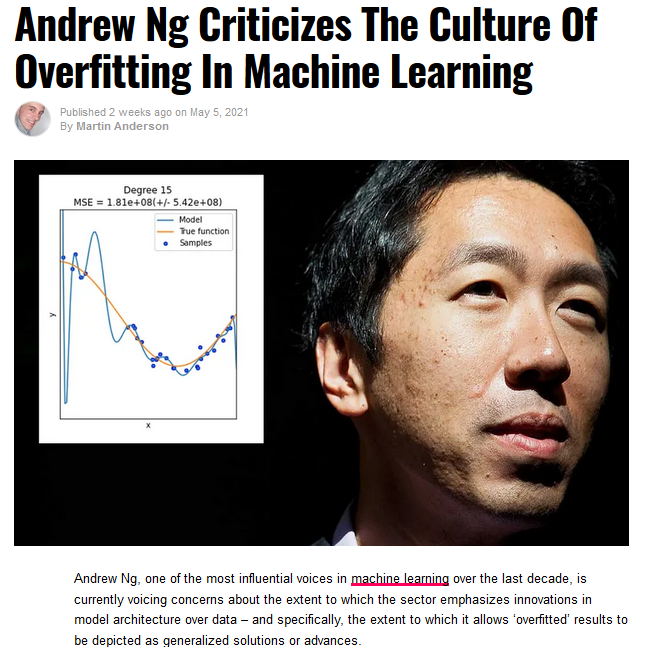 Andrew Ng Criticizes The Culture Of
Overfitting In Machine Learning
Published 2 weeks ago on May 5, 2021
By Martin Anderson
Degree 15
MSE = 1.81e+08(+/- 5.42e+08)
Model
True function
Samples
y
x
Andrew Ng, one of the most influential voices in machine learning over the last decade, is
currently voicing concerns about the extent to which the sector emphasizes innovations in
model architecture over data – and specifically, the extent to which it allows ‘overfitted’ results to
be depicted as generalized solutions or advances.